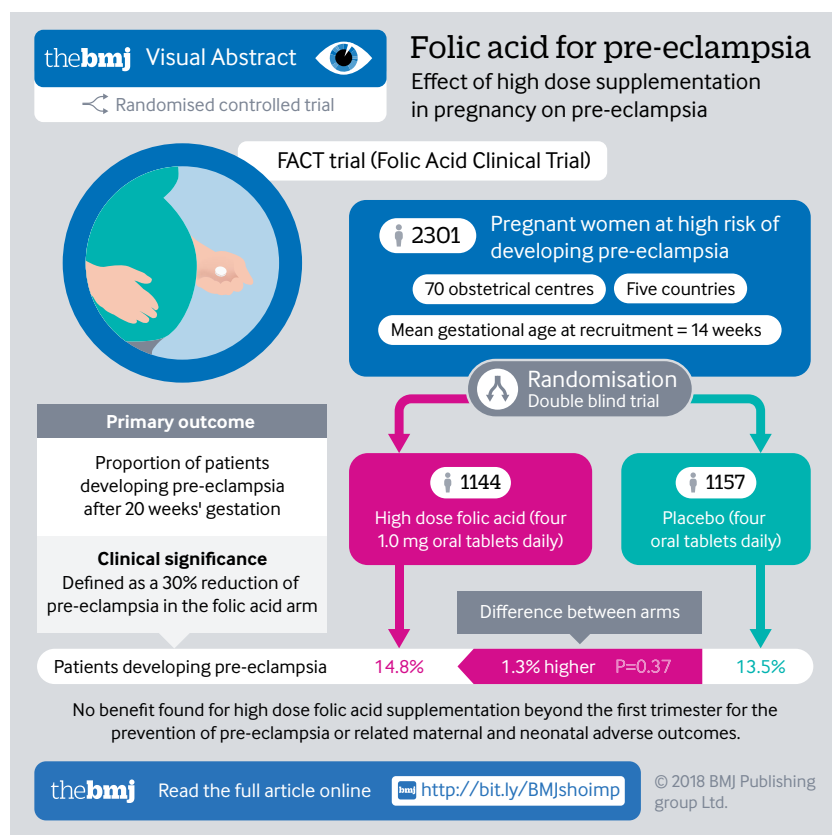 thebmj Visual Abstract
Randomised controlled trial
Folic acid for pre-eclampsia
Effect of high dose supplementation
in pregnancy on pre-eclampsia
FACT trial (Folic Acid Clinical Trial)
2301
Pregnant women at high risk of
developing pre-eclampsia
70 obstetrical centres
Five countries
Mean gestational age at recruitment = 14 weeks
Randomisation
Double blind trial
Primary outcome
Proportion of patients
developing pre-eclampsia
after 20 weeks' gestation
Clinical significance
Defined as a 30% reduction of
pre-eclampsia in the folic acid arm
1144
High dose folic acid (four
1.0 mg oral tablets daily)
1157
Placebo (four
oral tablets daily)
Difference between arms
Patients developing pre-eclampsia 14.8% 1.3% higher P=0.37 13.5%
No benefit found for high dose folic acid supplementation beyond the first trimester for the
prevention of pre-eclampsia or related maternal and neonatal adverse outcomes.
thebmj Read the full article online bmj http://bit.ly/BMJshoimp
© 2018 BMJ Publishing
group Ltd.